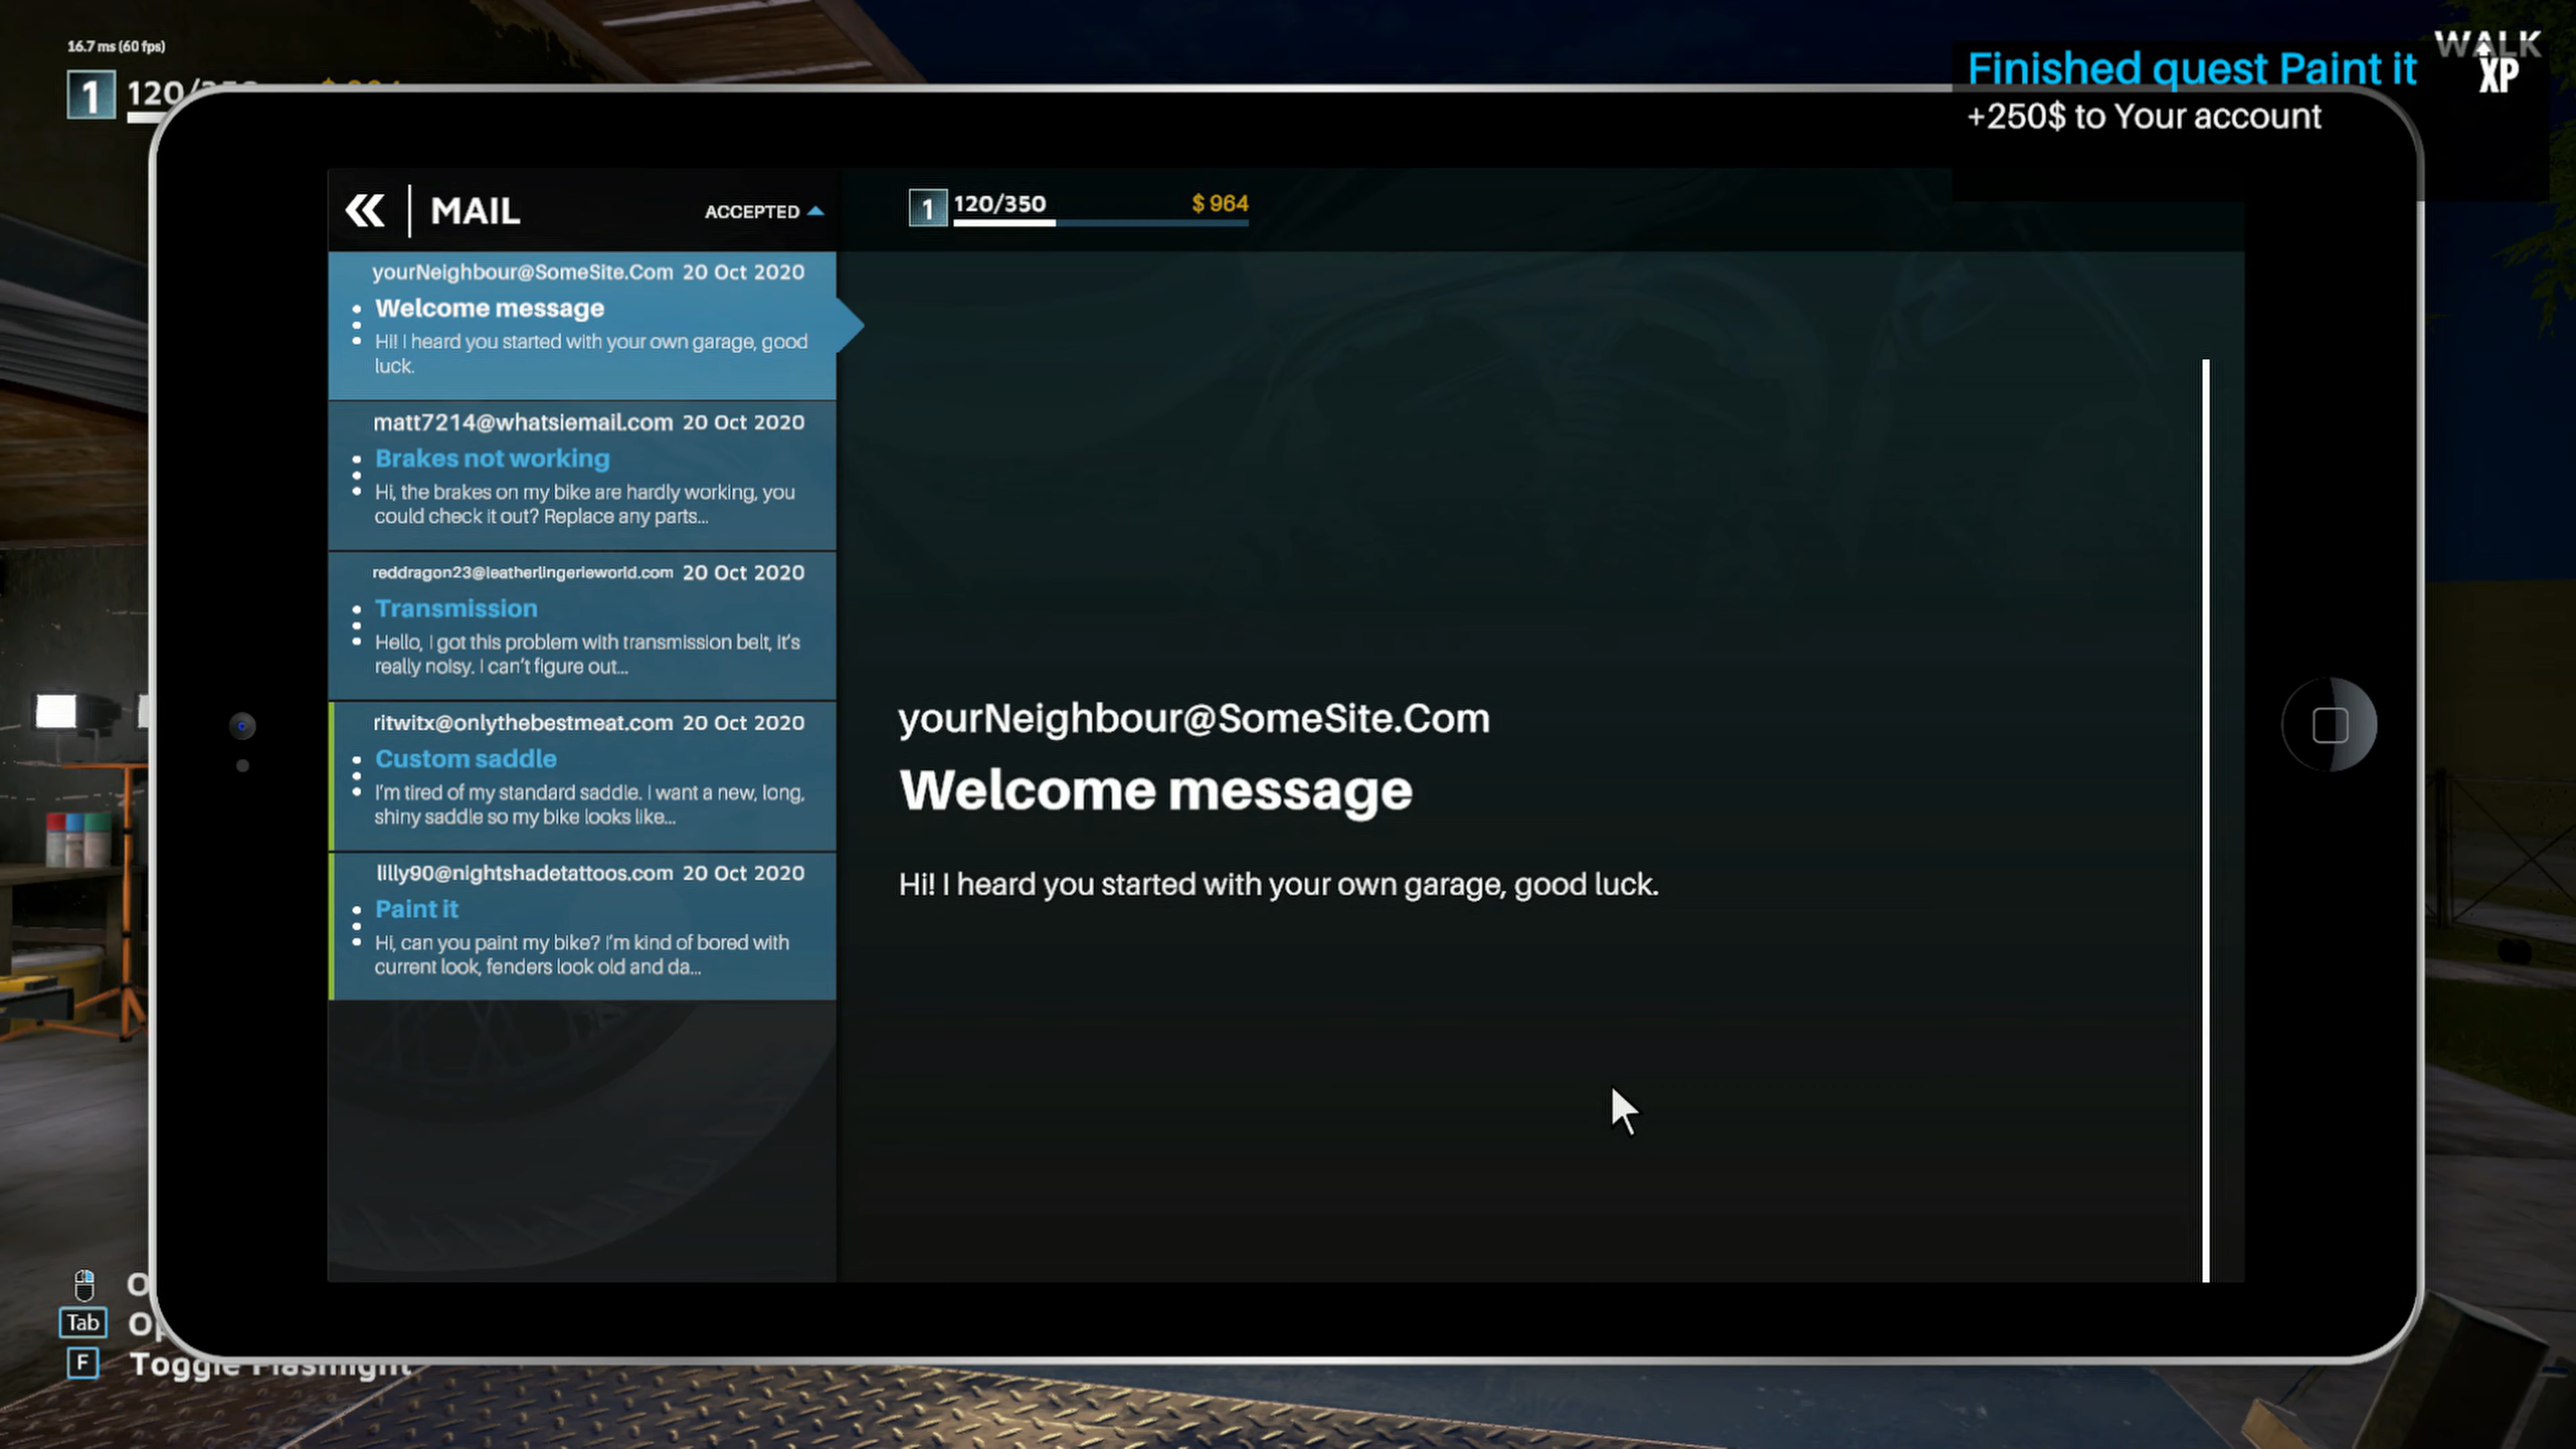 16.7 ms (60 fps)
1 120/
WALK
XP
Finished quest Paint it
+250$ to Your account
MAIL
ACCEPTED
1 120/350 $ 964
yourNeighbour@SomeSite.Com 20 Oct 2020
Welcome message
Hi! I heard you started with your own garage, good
luck.
matt7214@whatsiemail.com 20 Oct 2020
Brakes not working
Hi, the brakes on my bike are hardly working, you
could check it out? Replace any parts...
reddragon23@leatherlingerieworld.com 20 Oct 2020
Transmission
Hello, I got this problem with transmission belt, it's
really noisy. I can't figure out...
ritwitx@onlythebestmeat.com 20 Oct 2020
Custom saddle
I'm tired of my standard saddle. I want a new, long,
shiny saddle so my bike looks like...
lilly90@nightshadetattoos.com 20 Oct 2020
Paint it
Hi, can you paint my bike? I'm kind of bored with
current look, fenders look old and da...
yourNeighbour@SomeSite.Com
Welcome message
Hi! I heard you started with your own garage, good luck.
Tab
F Toggle Flashlight